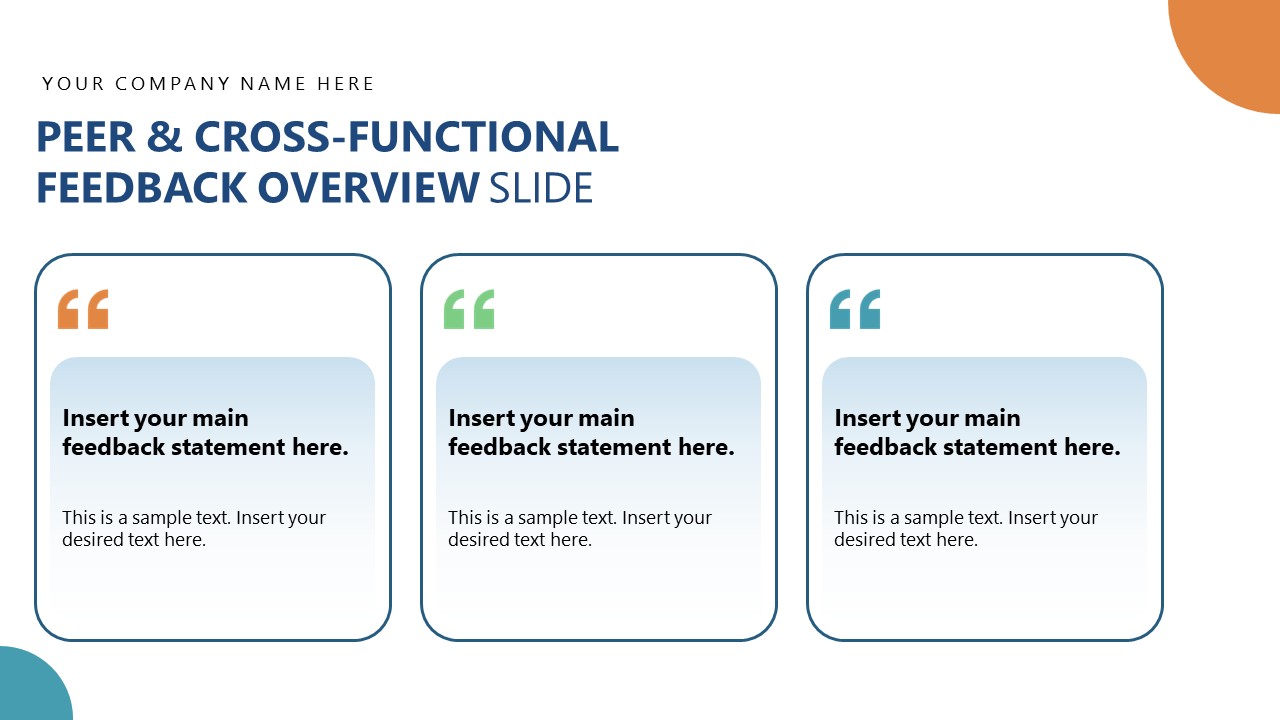 YOUR COMPANY NAME HERE
PEER & CROSS-FUNCTIONAL
FEEDBACK OVERVIEW SLIDE
Insert your main
feedback statement here.
This is a sample text. Insert your
desired text here.
Insert your main
feedback statement here.
This is a sample text. Insert your
desired text here.
Insert your main
feedback statement here.
This is a sample text. Insert your
desired text here.